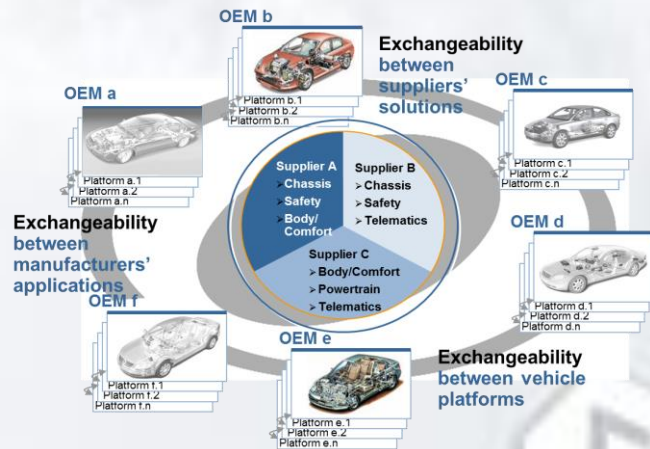 OEM b
Exchangeability
between
suppliers'
solutions
Platform b.1
Platform b.2
Platform b.n
OEM a
Platform a.1
Platform a.2
Platform a.n
OEM c
Platform c.1
Platform c.2
Platform c.n
Supplier A
➢Chassis
➢Safety
➢Body/
Comfort
Supplier B
➢Chassis
➢Safety
➢Telematics
Supplier C
➢Body/Comfort
➢Powertrain
➢Telematics
Exchangeability
between
manufacturers'
applications
OEM d
Platform d.1
Platform d.2
Platform d.n
OEM f
Platform f.1
Platform f.2
Platform f.n
OEM e
Platform e.1
Platform e.2
Platform e.n
Exchangeability
between vehicle
platforms